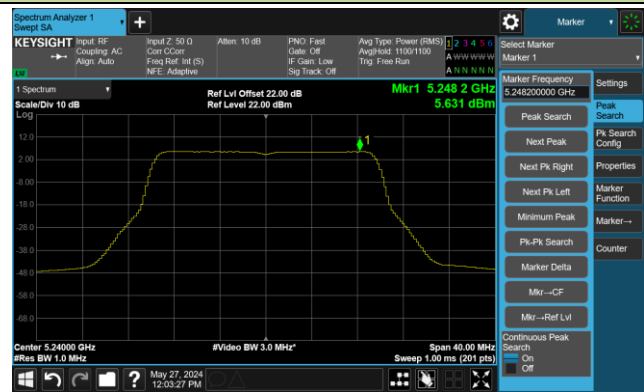 Spectrum Analyzer 1
Swept SA
Marker
KEYSIGHT
Input: RF
Coupling: AC
Align: Auto
Input Z: 50 Ω
Corr CCorr
Freq Ref: Int (S)
NFE: Adaptive
Atten: 10 dB
PNO: Fast
Gate: Off
IF Gain: Low
Sig Track: Off
Avg Type: Power (RMS)
Avg|Hold: 1100/1100
Trig: Free Run
1 2 3 4 5 6
A W W W W W
A N N N N N
LW
Select Marker
Marker 1
1 Spectrum
Scale/Div 10 dB
Ref Lvl Offset 22.00 dB
Ref Level 22.00 dBm
Mkr1 5.248 2 GHz
5.631 dBm
Log
12.0
2.00
-8.00
-18.0
-28.0
-38.0
-48.0
-58.0
-68.0
1
Center 5.24000 GHz
#Res BW 1.0 MHz
#Video BW 3.0 MHz*
Span 40.00 MHz
Sweep 1.00 ms (201 pts)
Marker Frequency
5.248200000 GHz
Peak Search
Next Peak
Next Pk Right
Next Pk Left
Minimum Peak
Pk-Pk Search
Marker Delta
Mkr→CF
Mkr→Ref Lvl
Continuous Peak
Search
On
Off
Settings
Peak
Search
Pk Search
Config
Properties
Marker
Function
Marker→
Counter
May 27, 2024
12:03:27 PM